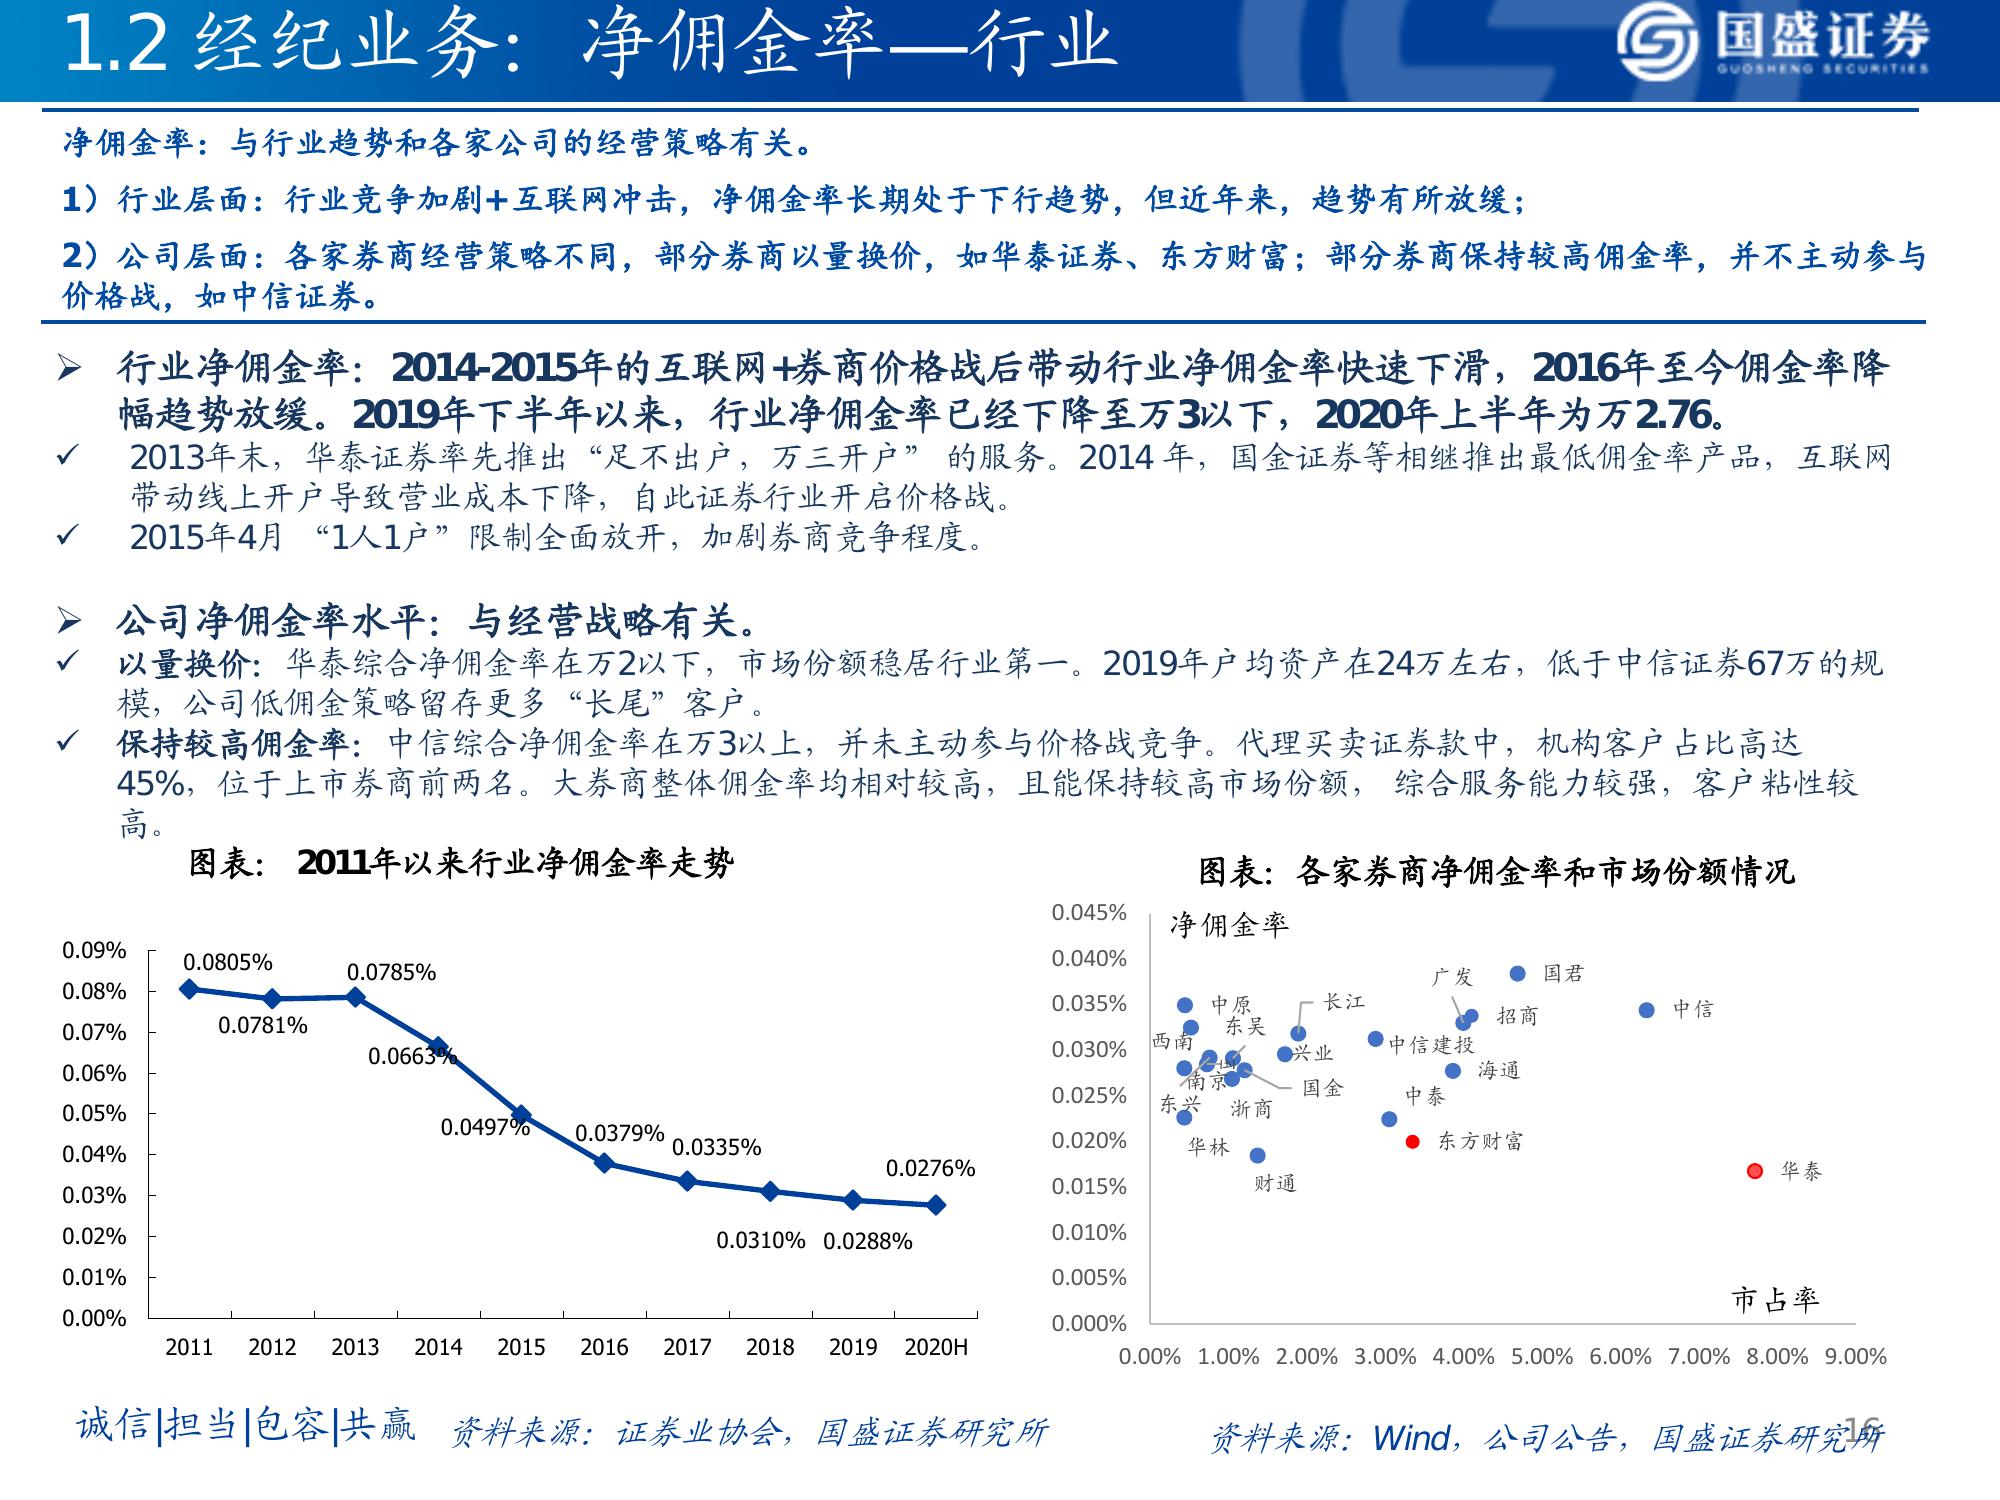 1.2 经纪业务：净佣金率—行业
国盛证券
GUOSHENG SECURITIES
净佣金率：与行业趋势和各家公司的经营策略有关。
1）行业层面：行业竞争加剧+互联网冲击，净佣金率长期处于下行趋势，但近年来，趋势有所放缓；
2）公司层面：各家券商经营策略不同，部分券商以量换价，如华泰证券、东方财富；部分券商保持较高佣金率，并不主动参与
价格战，如中信证券。
➢ 行业净佣金率：2014-2015年的互联网+券商价格战后带动行业净佣金率快速下滑，2016年至今佣金率降
幅趋势放缓。2019年下半年以来，行业净佣金率已经下降至万3以下，2020年上半年为万2.76。
✓ 2013年末，华泰证券率先推出“足不出户，万三开户” 的服务。2014 年，国金证券等相继推出最低佣金率产品，互联网
带动线上开户导致营业成本下降，自此证券行业开启价格战。
✓ 2015年4月 “1人1户”限制全面放开，加剧券商竞争程度。
➢ 公司净佣金率水平：与经营战略有关。
✓ 以量换价：华泰综合净佣金率在万2以下，市场份额稳居行业第一。2019年户均资产在24万左右，低于中信证券67万的规
模，公司低佣金策略留存更多“长尾”客户。
✓ 保持较高佣金率：中信综合净佣金率在万3以上，并未主动参与价格战竞争。代理买卖证券款中，机构客户占比高达
45%，位于上市券商前两名。大券商整体佣金率均相对较高，且能保持较高市场份额， 综合服务能力较强，客户粘性较
高。
图表： 2011年以来行业净佣金率走势
0.09%
0.08%
0.07%
0.06%
0.05%
0.04%
0.03%
0.02%
0.01%
0.00%
0.0805%
0.0781%
0.0785%
0.0663%
0.0497%
0.0379%
0.0335%
0.0310%
0.0288%
0.0276%
2011 2012 2013 2014 2015 2016 2017 2018 2019 2020H
图表：各家券商净佣金率和市场份额情况
净佣金率
0.045%
0.040%
0.035%
0.030%
0.025%
0.020%
0.015%
0.010%
0.005%
0.000%
广发
国君
中原
长江
招商
中信
西南
东吴
中信建投
兴业
海通
南京
国金
东兴
浙商
中泰
华林
东方财富
财通
华泰
市占率
0.00% 1.00% 2.00% 3.00% 4.00% 5.00% 6.00% 7.00% 8.00% 9.00%
诚信|担当|包容|共赢
资料来源：证券业协会，国盛证券研究所
资料来源：Wind，公司公告，国盛证券研究所
16